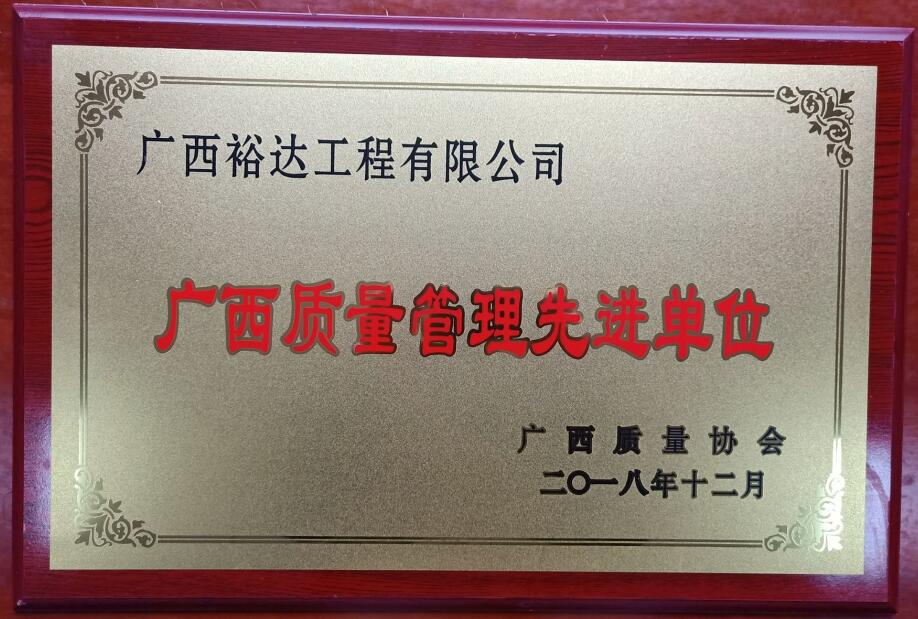 广西裕达工程有限公司
广西质量管理先进单位
广西质量协会
二〇一八年十二月